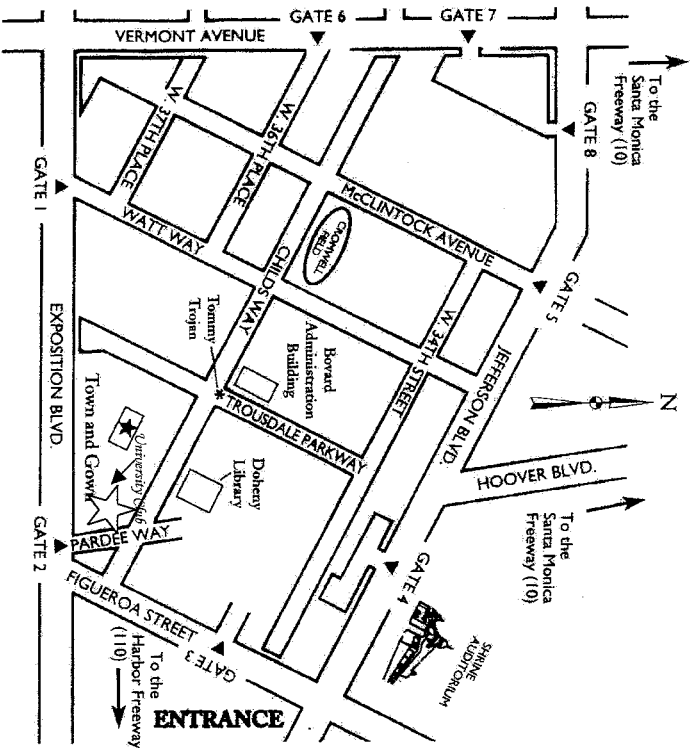 GATE 6
GATE 7
VERMONT AVENUE
To the
Santa Monica
Freeway (10)
GATE 8
W. 37TH PLACE
W. 36TH PLACE
McCLINTOCK AVENUE
GATE 1
WATT WAY
CROMWELL
FIELD
CHILDS WAY
GATE 5
Tommy
Trojan
W. 34TH STREET
JEFFERSON BLVD.
EXPOSITION BLVD.
Bovard
Administration
Building
N
TROUSDALE PARKWAY
Town and Gown
University Club
Doheny
Library
HOOVER BLVD.
To the
Santa Monica
Freeway (10)
GATE 2
PARDEE WAY
GATE 4
FIGUEROA STREET
GATE 3
SHRINE
AUDITORIUM
To the
Harbor Freeway
(110)
ENTRANCE